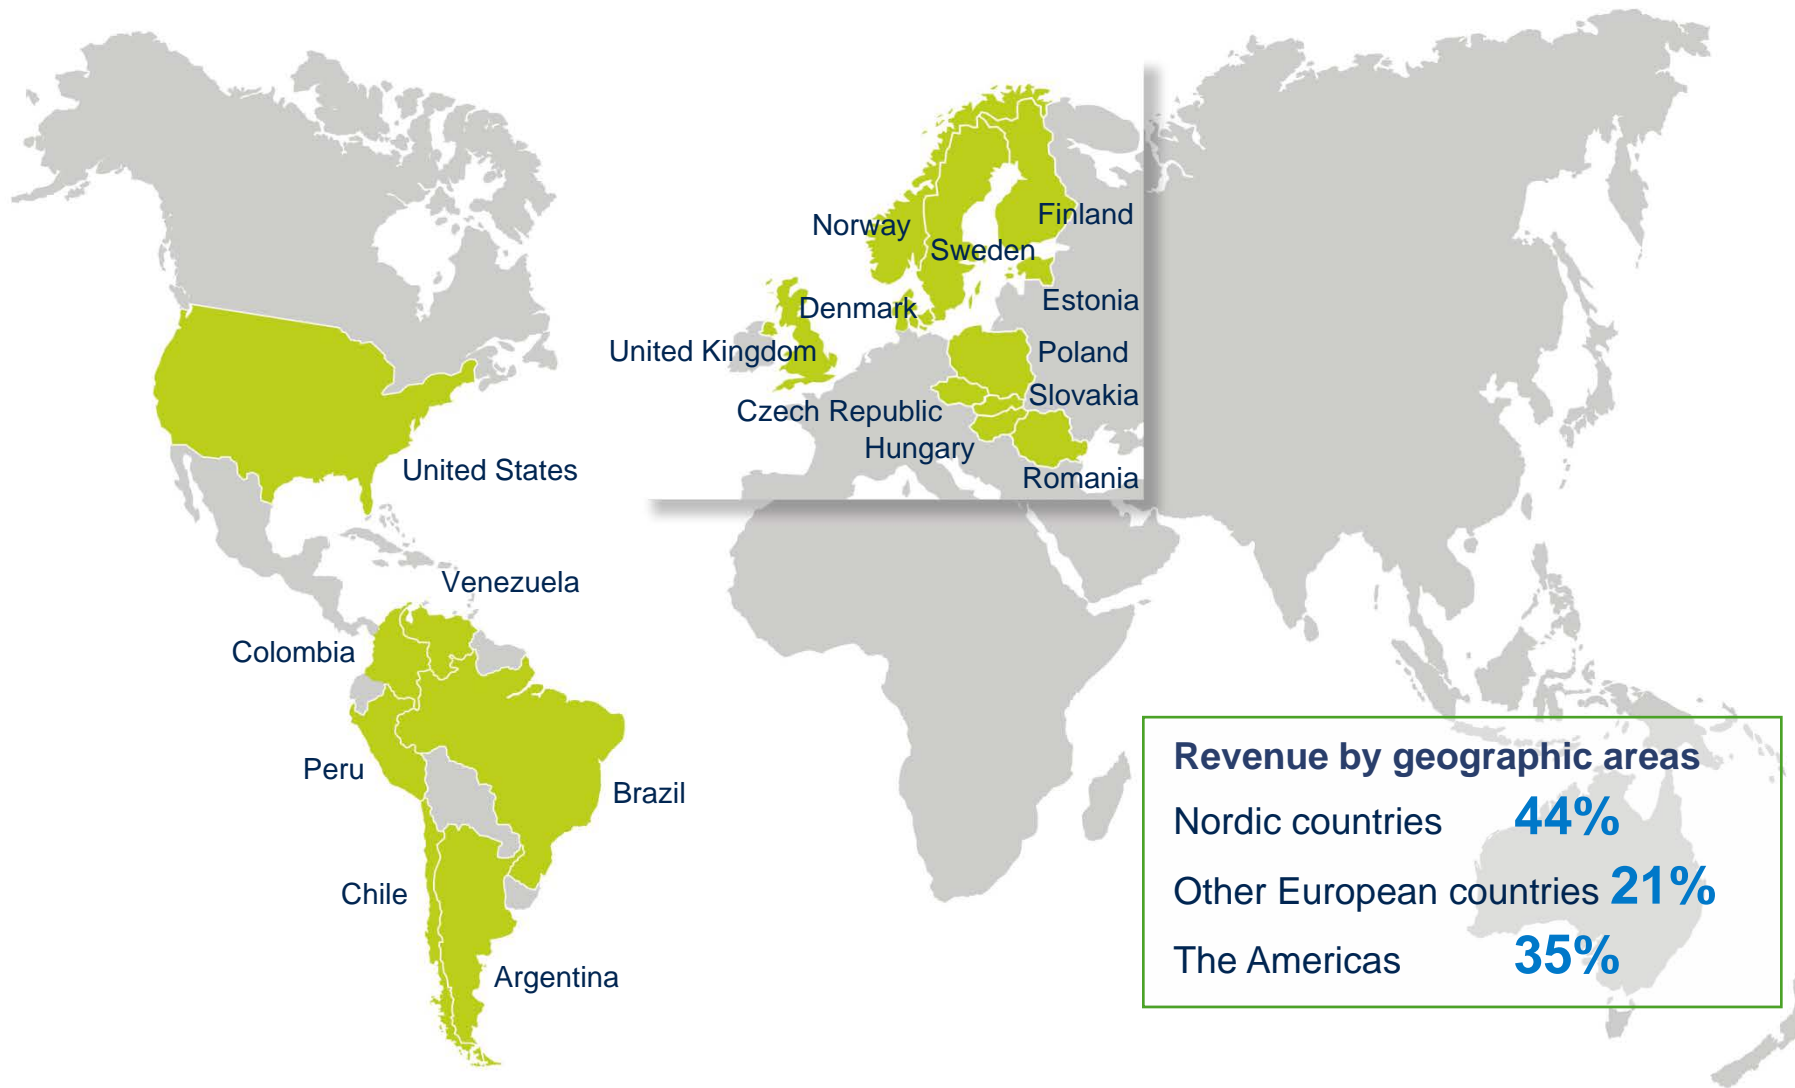 Norway
Finland
Sweden
Denmark
Estonia
United Kingdom
Poland
Slovakia
Czech Republic
Hungary
Romania
United States
Venezuela
Colombia
Peru
Brazil
Chile
Argentina
Revenue by geographic areas
Nordic countries 44%
Other European countries 21%
The Americas 35%